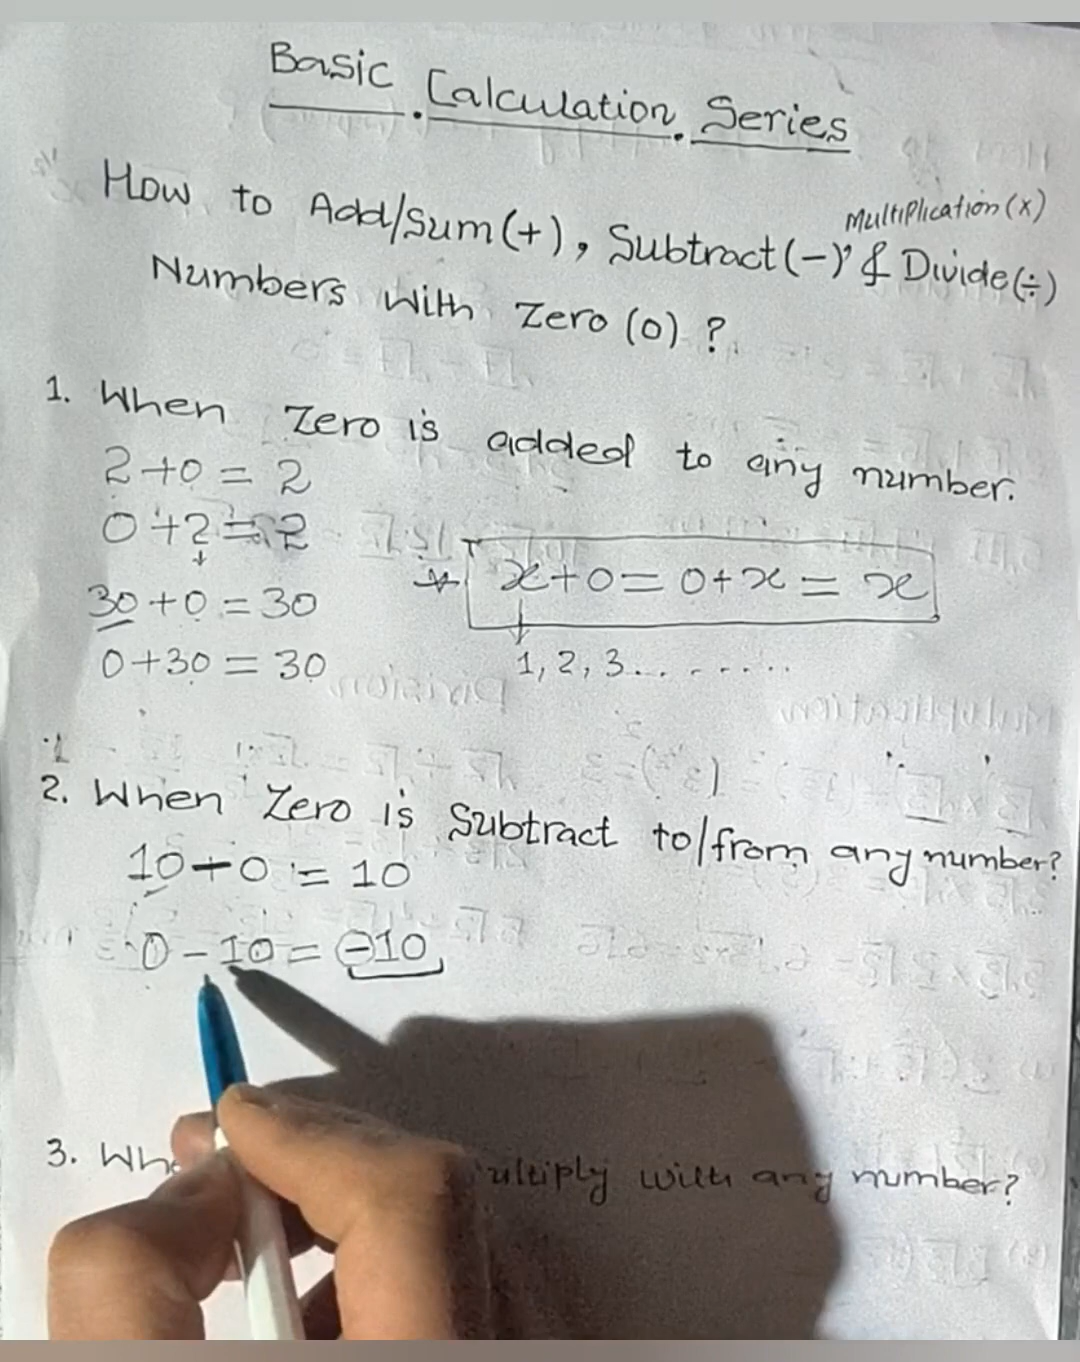 Basic Calculation Series
How to Add/Sum(+), Subtract(-), Multiplication(x) & Divide(÷)
Numbers with Zero (0) ?
1. When Zero is added to any number.
2+0 = 2
0+2=2
30+0=30
0+30=30
x+0=0+x=x
1,2,3........
2. When Zero is Subtract to/from any number?
10-0=10
0-10=-10
3. with any number?